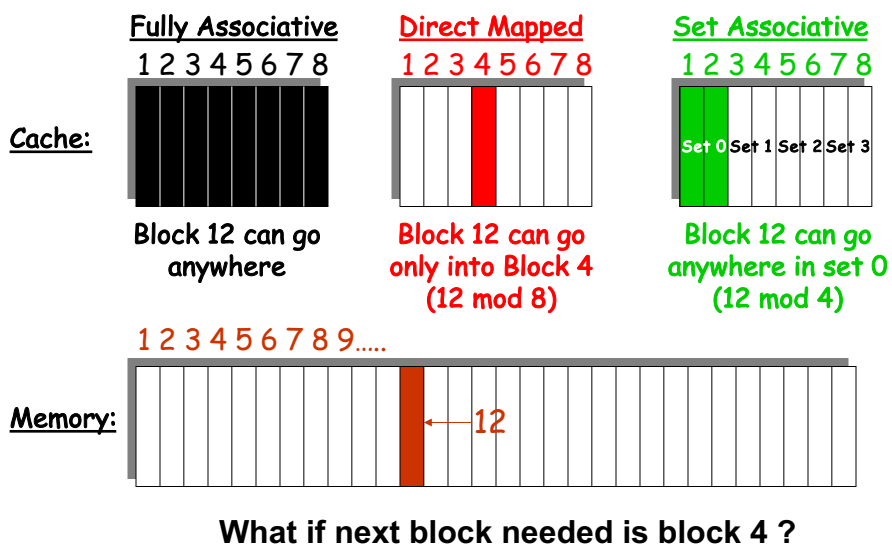 Fully Associative Direct Mapped Set Associative
1 2 3 4 5 6 7 8 1 2 3 4 5 6 7 8 1 2 3 4 5 6 7 8
Cache: Set 0 Set 1 Set 2 Set 3
Block 12 can go Block 12 can go Block 12 can go
anywhere only into Block 4 anywhere in set 0
(12 mod 8) (12 mod 4)
1 2 3 4 5 6 7 8 9.....
Memory: 12
What if next block needed is block 4 ?